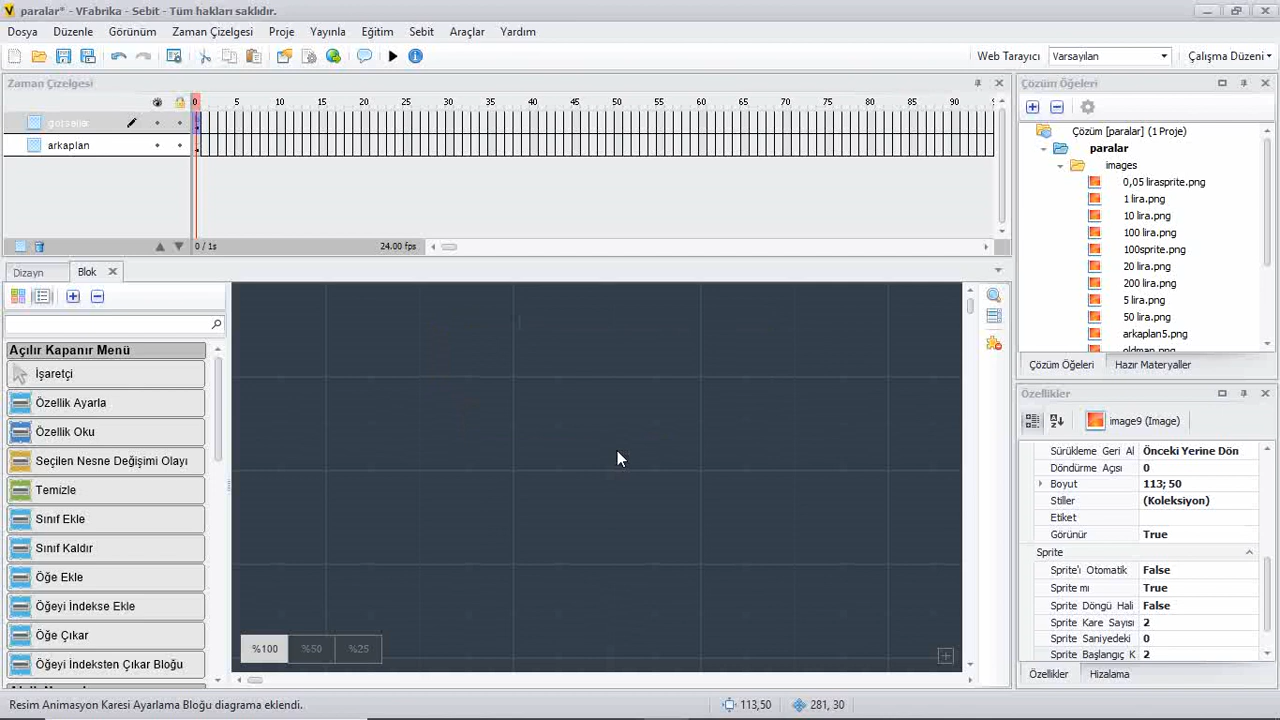 paralar* - VFabrika - Sebit - Tüm hakları saklıdır.
Dosya Düzenle Görünüm Zaman Çizelgesi Proje Yayınla Eğitim Sebit Araçlar Yardım
Web Tarayıcı Varsayılan Çalışma Düzeni
Zaman Çizelgesi
0 5 10 15 20 25 30 35 40 45 50 55 60 65 70 75 80 85 90
görseller
arkaplan
0 / 1s 24.00 fps
Dizayn Blok
Açılır Kapanır Menü
İşaretçi
Özellik Ayarla
Özellik Oku
Seçilen Nesne Değişimi Olayı
Temizle
Sınıf Ekle
Sınıf Kaldır
Öğe Ekle
Öğeyi İndekse Ekle
Öğe Çıkar
Öğeyi İndeksten Çıkar Bloğu
%100 %50 %25
Çözüm Öğeleri
Çözüm [paralar] (1 Proje)
paralar
images
0,05 lirasprite.png
1 lira.png
10 lira.png
100 lira.png
100sprite.png
20 lira.png
200 lira.png
5 lira.png
50 lira.png
arkaplan5.png
oldman.png
Çözüm Öğeleri Hazır Materyaller
Özellikler
image9 (Image)
Sürükleme Geri Al Önceki Yerine Dön
Döndürme Açısı 0
Boyut 113; 50
Stiller (Koleksiyon)
Etiket
Görünür True
Sprite
Sprite'ı Otomatik False
Sprite mı True
Sprite Döngü Hali False
Sprite Kare Sayısı 2
Sprite Saniyedeki 0
Sprite Başlangıç K 2
Özellikler Hizalama
Resim Animasyon Karesi Ayarlama Bloğu diagrama eklendi. 113,50 281, 30